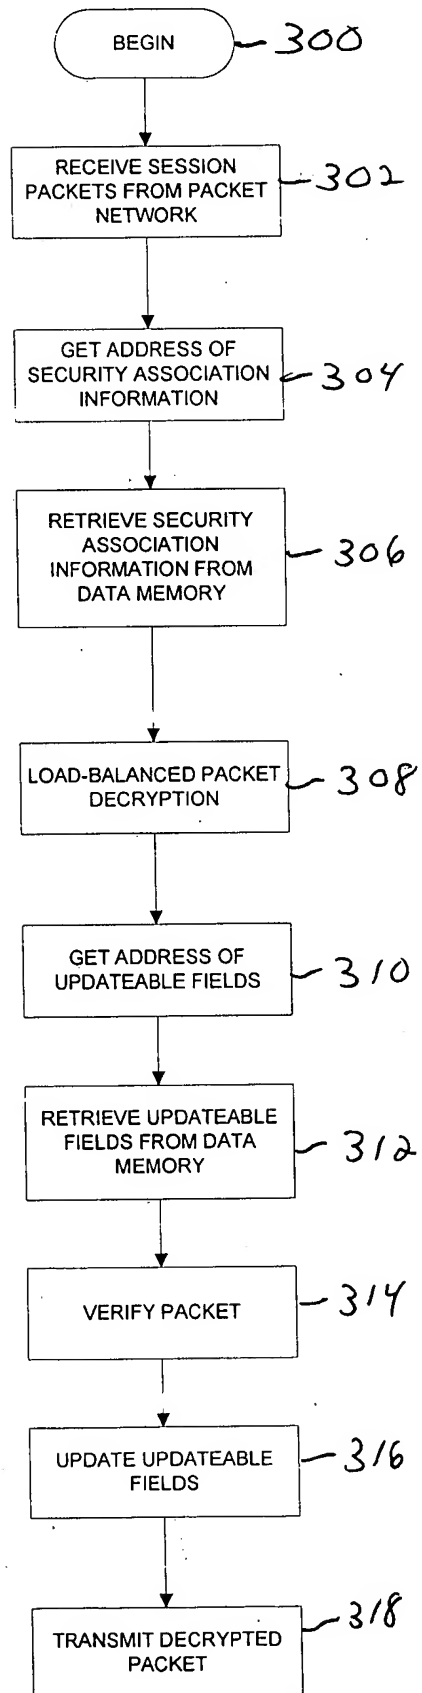 BEGIN
300
RECEIVE SESSION
PACKETS FROM PACKET
NETWORK
302
GET ADDRESS OF
SECURITY ASSOCIATION
INFORMATION
304
RETRIEVE SECURITY
ASSOCIATION
INFORMATION FROM
DATA MEMORY
306
LOAD-BALANCED PACKET
DECRYPTION
308
GET ADDRESS OF
UPDATEABLE FIELDS
310
RETRIEVE UPDATEABLE
FIELDS FROM DATA
MEMORY
312
VERIFY PACKET
314
UPDATE UPDATEABLE
FIELDS
316
TRANSMIT DECRYPTED
PACKET
318